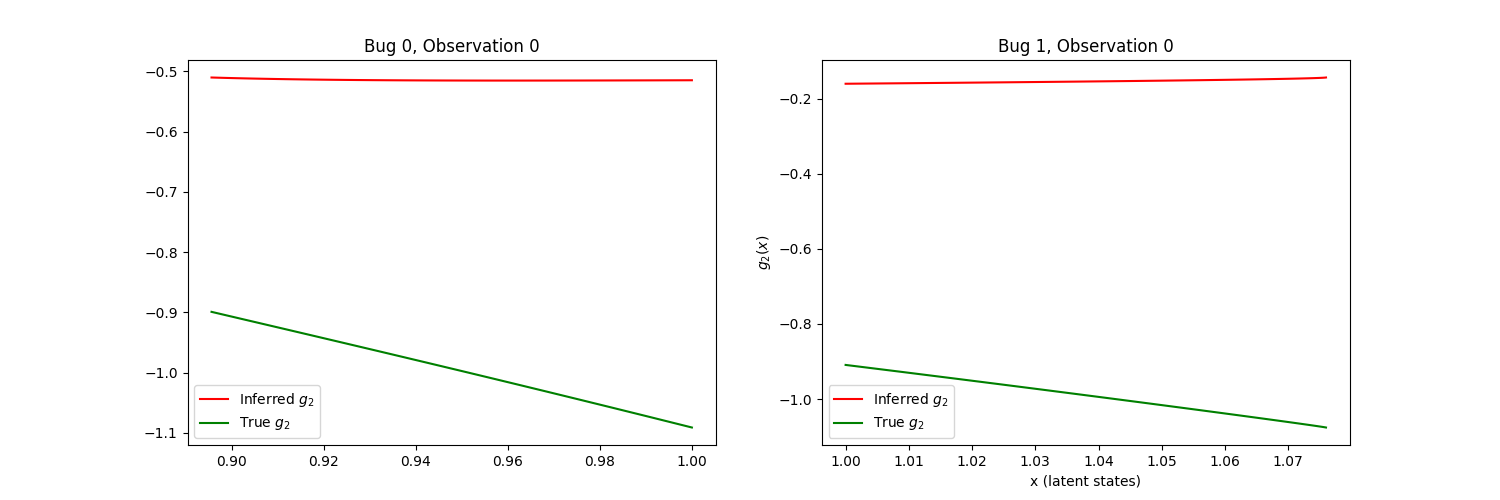 Bug 0, Observation 0
−0.5
−0.6
−0.7
−0.8
−0.9
−1.0
−1.1
Inferred g₂
True g₂
0.90 0.92 0.94 0.96 0.98 1.00
Bug 1, Observation 0
g₂(x)
−0.2
−0.4
−0.6
−0.8
−1.0
Inferred g₂
True g₂
1.00 1.01 1.02 1.03 1.04 1.05 1.06 1.07
x (latent states)